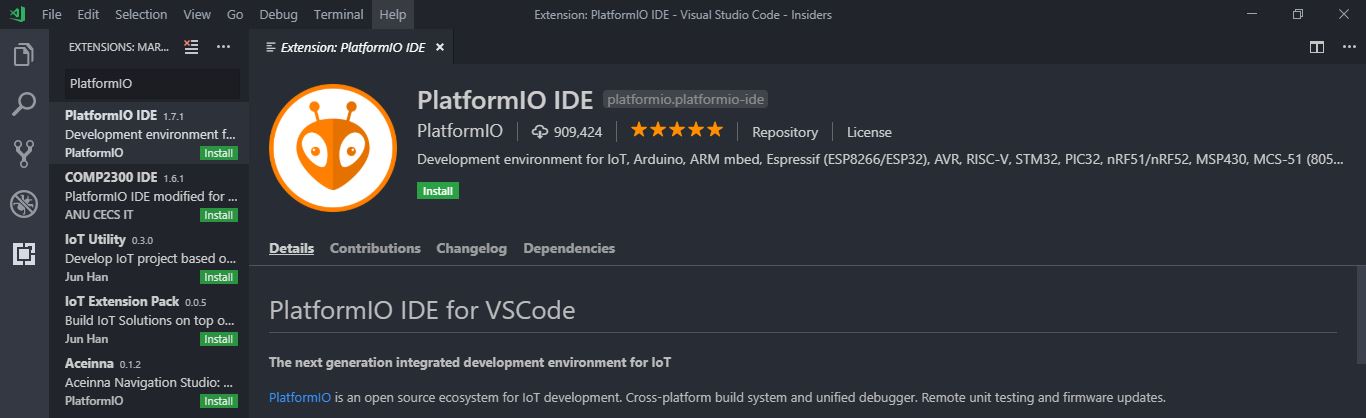 File Edit Selection View Go Debug Terminal Help Extension: PlatformIO IDE - Visual Studio Code - Insiders
EXTENSIONS: MAR...
PlatformIO
PlatformIO IDE 1.7.1
Development environment f...
PlatformIO Install
COMP2300 IDE 1.6.1
PlatformIO IDE modified for ...
ANU CECS IT Install
IoT Utility 0.3.0
Develop IoT project based o...
Jun Han Install
IoT Extension Pack 0.0.5
Build IoT Solutions on top o...
Jun Han Install
Aceinna 0.1.2
Aceinna Navigation Studio: ...
PlatformIO Install
Extension: PlatformIO IDE
PlatformIO IDE platformio.platformio-ide
PlatformIO 909,424 Repository License
Development environment for IoT, Arduino, ARM mbed, Espressif (ESP8266/ESP32), AVR, RISC-V, STM32, PIC32, nRF51/nRF52, MSP430, MCS-51 (805...
Install
Details Contributions Changelog Dependencies
PlatformIO IDE for VSCode
The next generation integrated development environment for IoT
PlatformIO is an open source ecosystem for IoT development. Cross-platform build system and unified debugger. Remote unit testing and firmware updates.